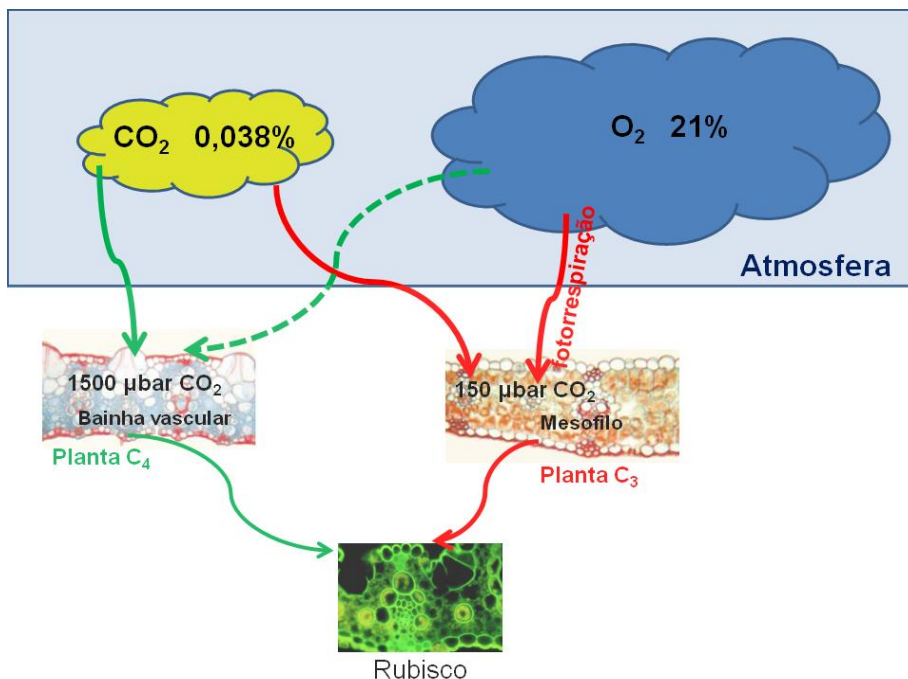 CO₂ 0,038%
O₂ 21%
fotorrespiração
Atmosfera
1500 µbar CO₂
Bainha vascular
Planta C₄
150 µbar CO₂
Mesofilo
Planta C₃
Rubisco